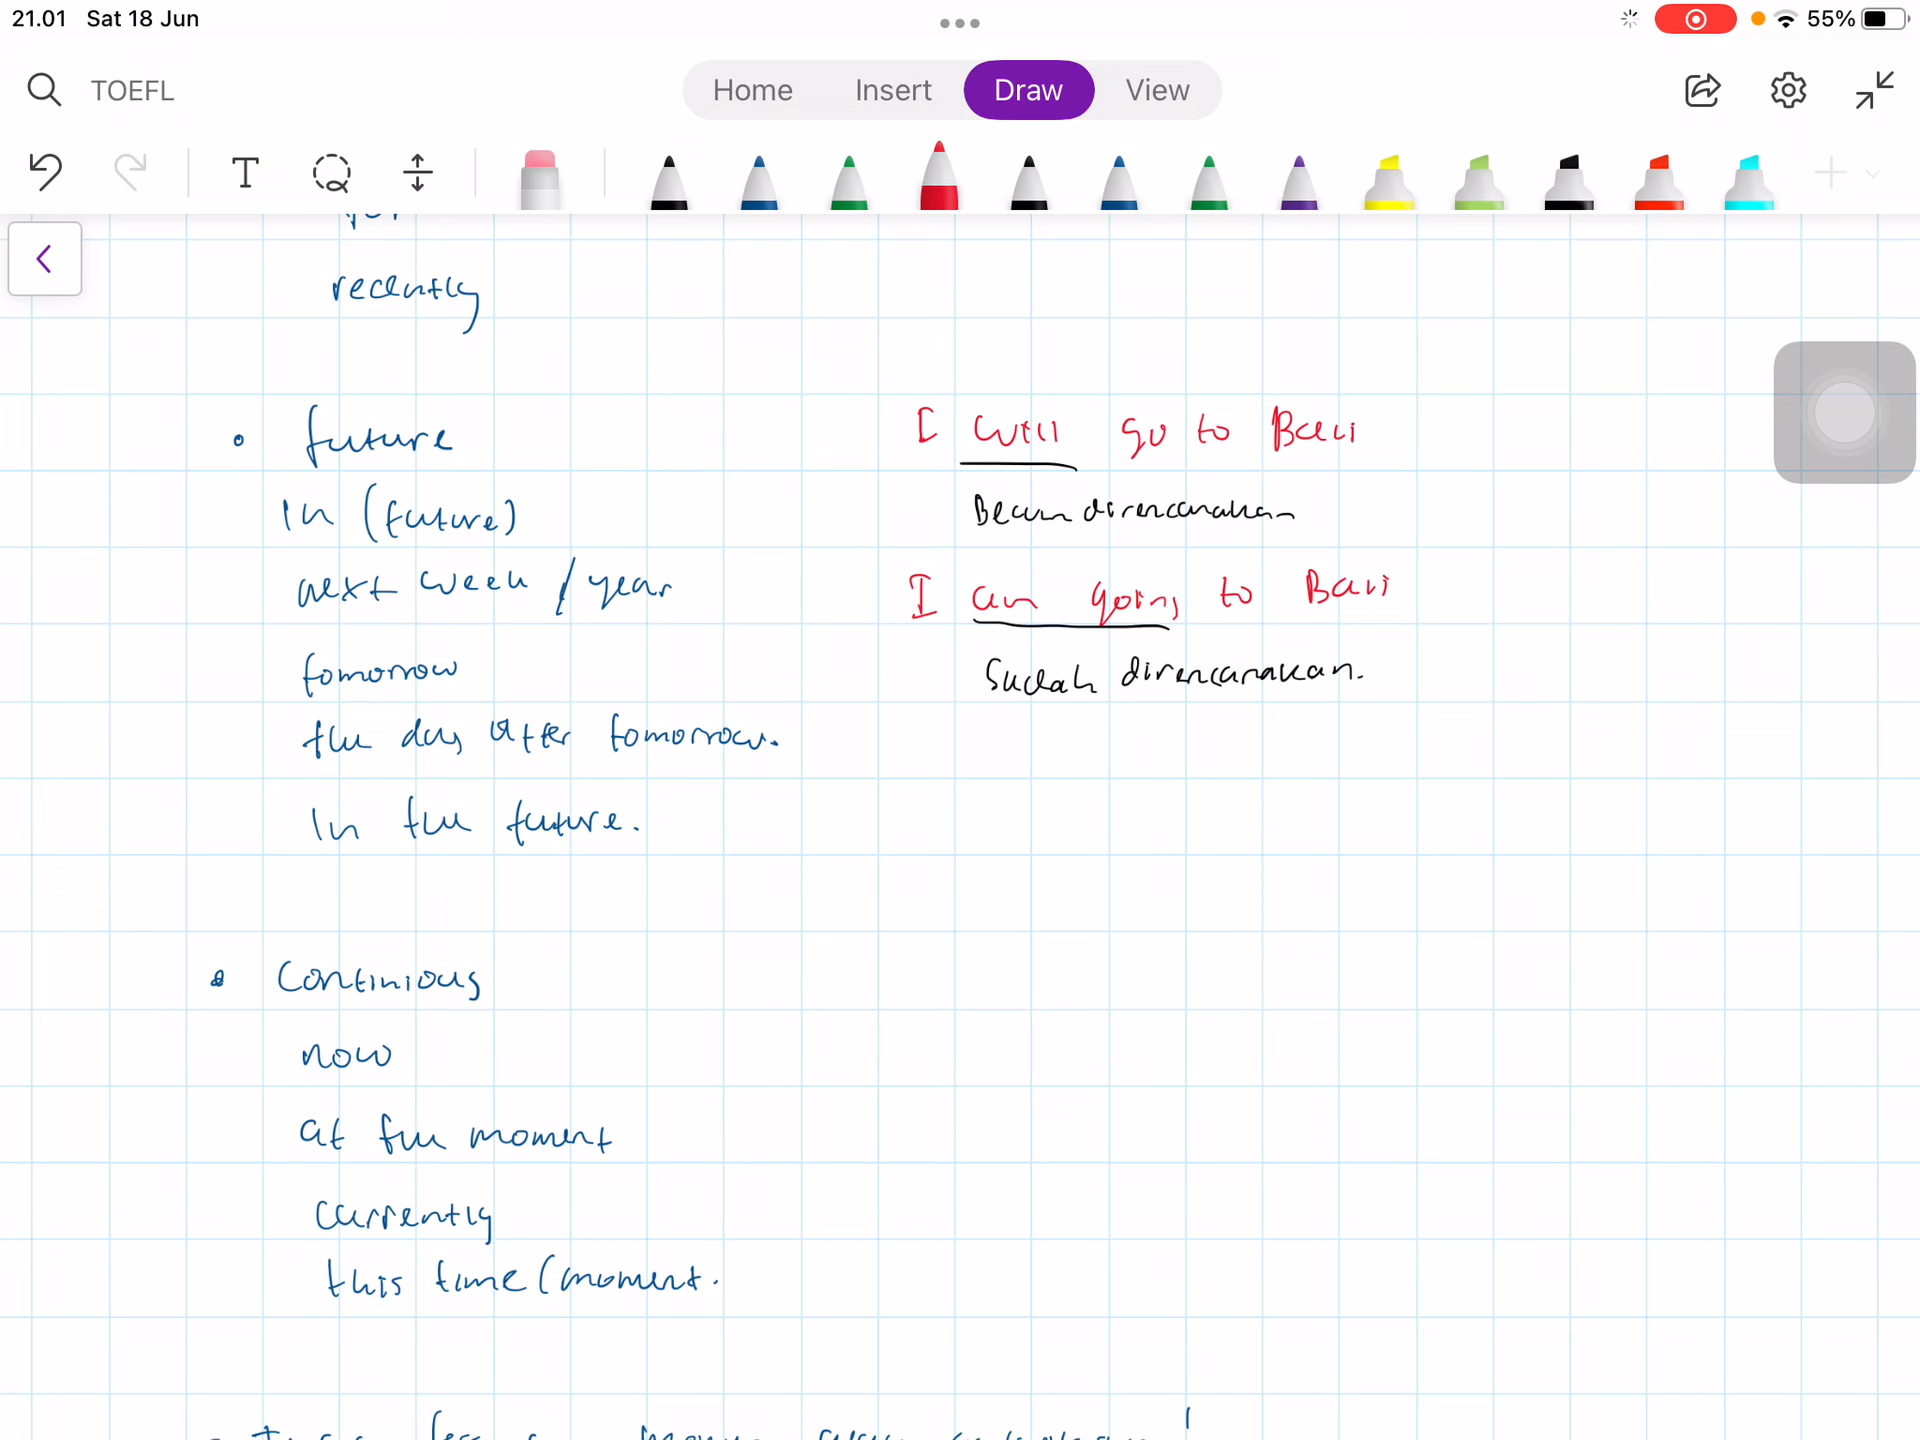 21.01 Sat 18 Jun
55%
TOEFL
Home Insert Draw View
T
recently
future
I will go to Bali
in (future)
Belum direncanakan
next week / year
I am going to Bali
tomorrow
Sudah direncanakan.
the day after tomorrow.
In the future.
Continious
now
at the moment
currently
this time (moment.